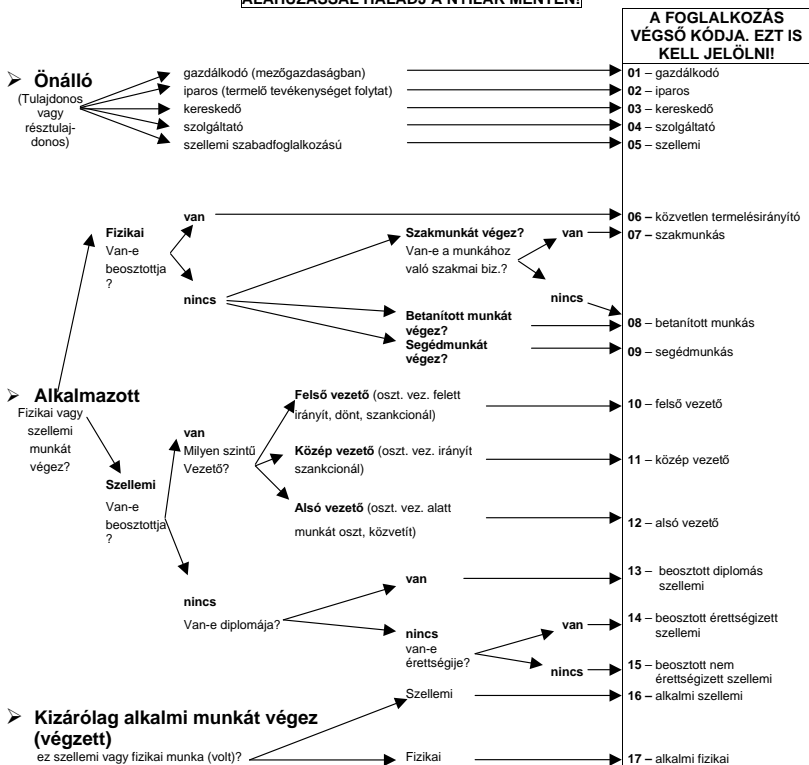 ALÁHÚZÁSSAL HALADJ A NYILAK MENTÉN!
A FOGLALKOZÁS
VÉGSŐ KÓDJA. EZT IS
KELL JELÖLNI!
➢ Önálló
(Tulajdonos
vagy
résztulaj-
donos)
gazdálkodó (mezőgazdaságban)
iparos (termelő tevékenységet folytat)
kereskedő
szolgáltató
szellemi szabadfoglalkozású
01 – gazdálkodó
02 – iparos
03 – kereskedő
04 – szolgáltató
05 – szellemi
Fizikai
Van-e
beosztottja
?
van
nincs
Szakmunkát végez?
Van-e a munkához
való szakmai biz.?
van
nincs
Betanított munkát
végez?
Segédmunkát
végez?
06 – közvetlen termelésirányító
07 – szakmunkás
08 – betanított munkás
09 – segédmunkás
➢ Alkalmazott
Fizikai vagy
szellemi
munkát
végez?
Szellemi
Van-e
beosztottja
?
van
Milyen szintű
Vezető?
Felső vezető (oszt. vez. felett
irányít, dönt, szankcionál)
Közép vezető (oszt. vez. irányít
szankcionál)
Alsó vezető (oszt. vez. alatt
munkát oszt, közvetít)
10 – felső vezető
11 – közép vezető
12 – alsó vezető
nincs
Van-e diplomája?
van
nincs
van-e
érettségije?
van
nincs
13 – beosztott diplomás
szellemi
14 – beosztott érettségizett
szellemi
15 – beosztott nem
érettségizett szellemi
➢ Kizárólag alkalmi munkát végez
(végzett)
ez szellemi vagy fizikai munka (volt)?
Szellemi
Fizikai
16 – alkalmi szellemi
17 – alkalmi fizikai